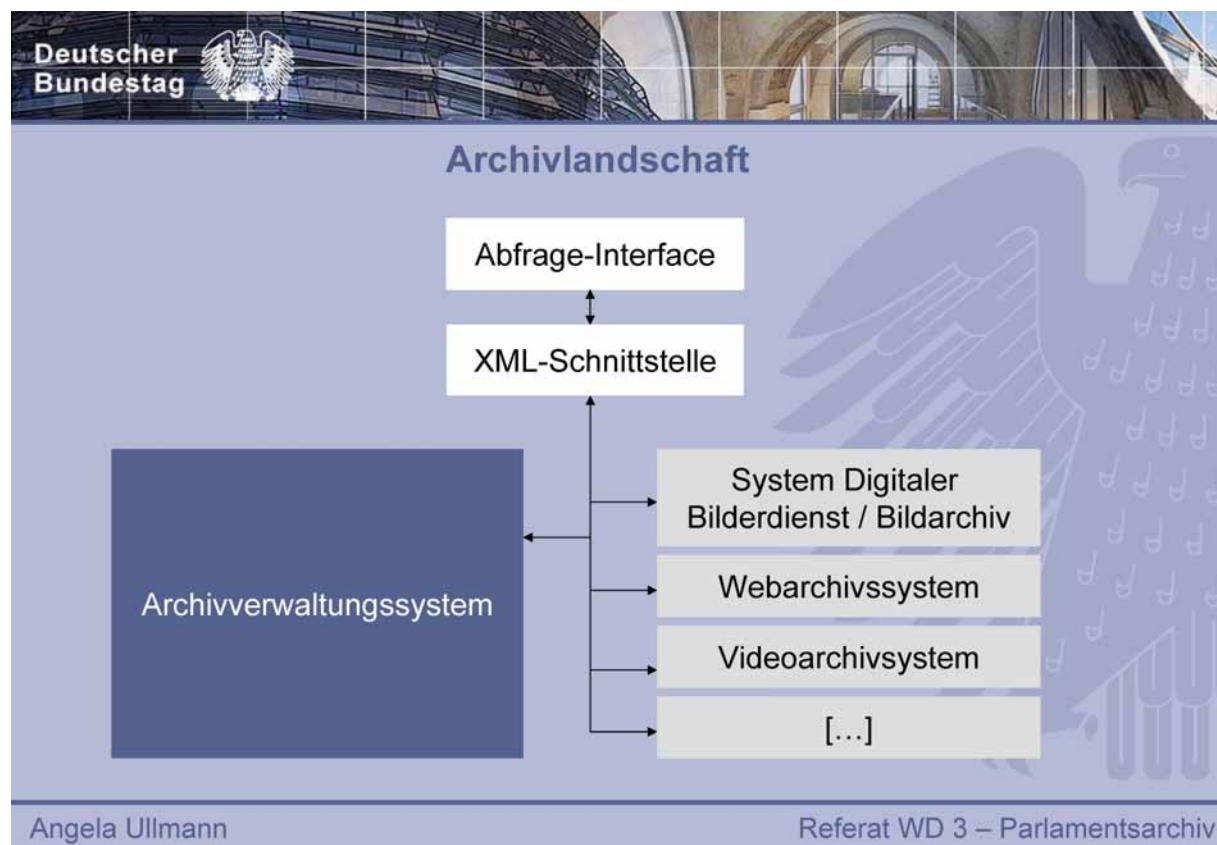 Deutscher
Bundestag
Archivlandschaft
Abfrage-Interface
XML-Schnittstelle
Archivverwaltungssystem
System Digitaler
Bilderdienst / Bildarchiv
Webarchivssystem
Videoarchivsystem
[…]
Angela Ullmann
Referat WD 3 – Parlamentsarchiv